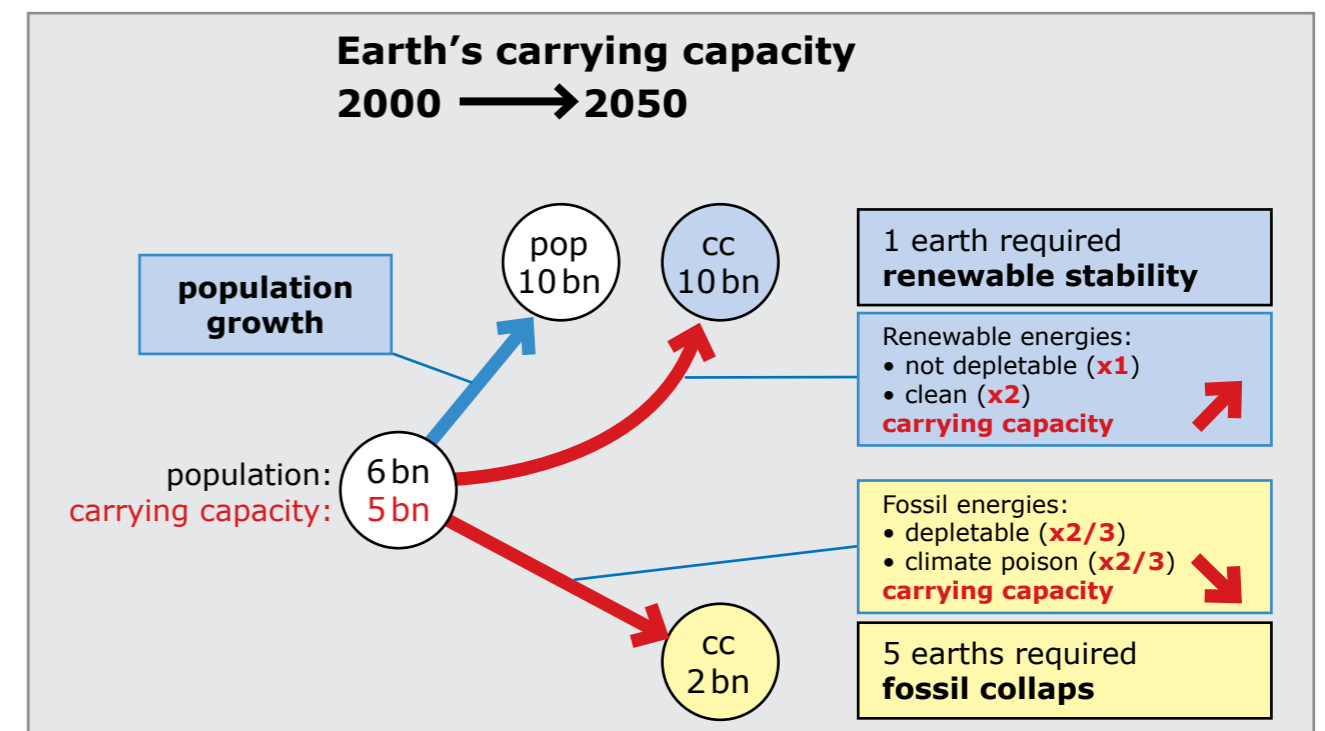 Earth's carrying capacity
2000 → 2050
population
growth
pop
10 bn
cc
10 bn
1 earth required
renewable stability
Renewable energies:
• not depletable (x1)
• clean (x2)
carrying capacity
population:
carrying capacity:
6 bn
5 bn
Fossil energies:
• depletable (x2/3)
• climate poison (x2/3)
carrying capacity
cc
2 bn
5 earths required
fossil collaps